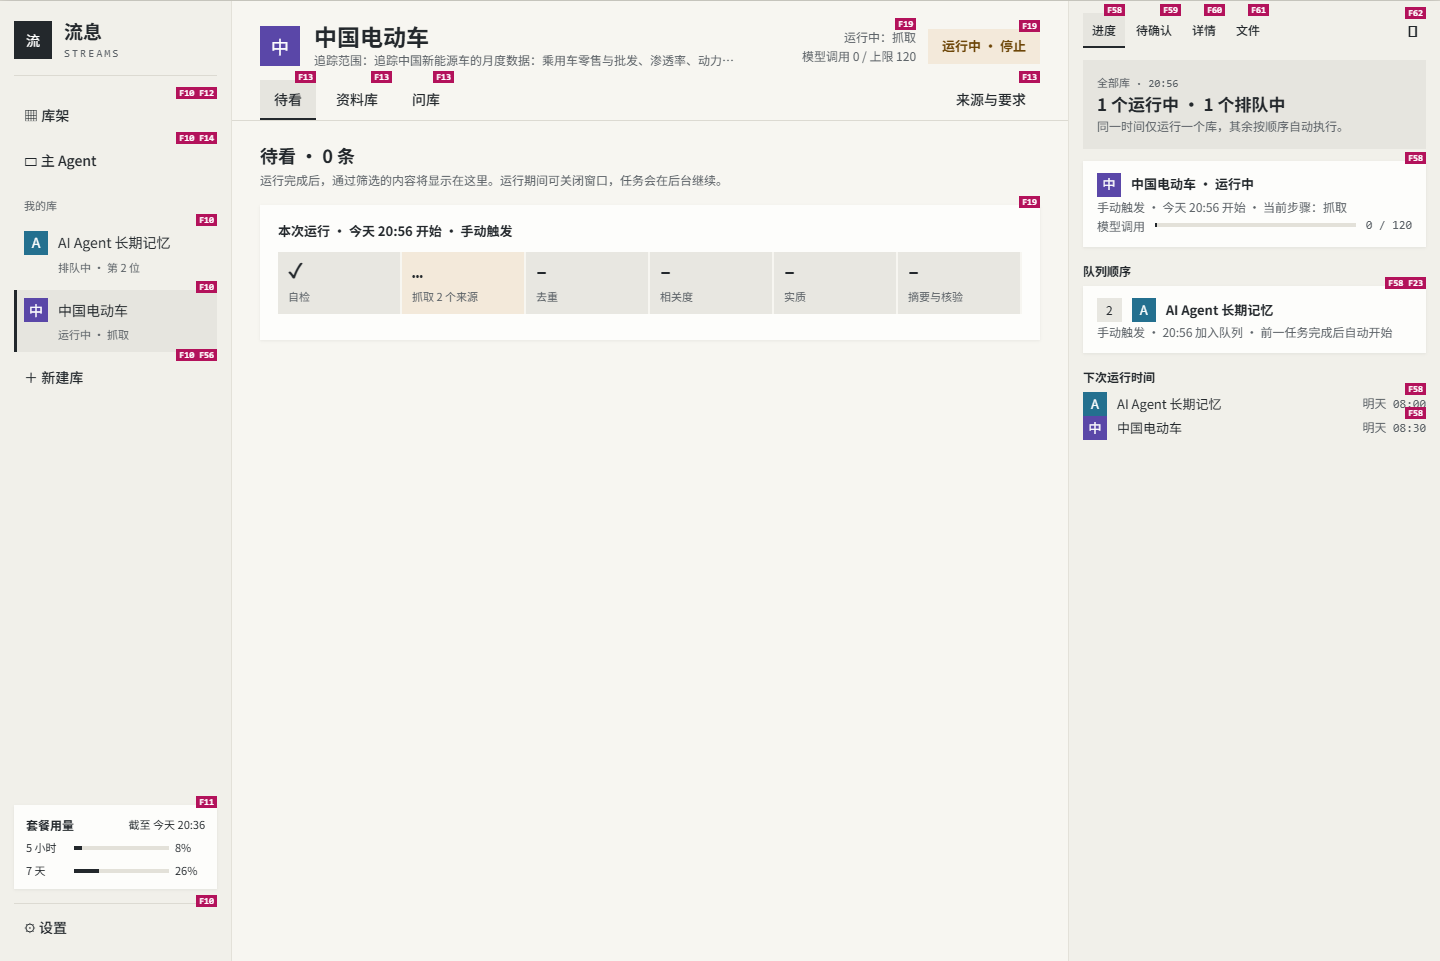 流
流息
STREAMS
F10 F12
库架
F10 F14
主 Agent
我的库
F10
A
AI Agent 长期记忆
排队中 · 第 2 位
F10
中
中国电动车
运行中 · 抓取
F10 F56
+ 新建库
F11
套餐用量
截至 今天 20:36
5 小时
8%
7 天
26%
F10
设置
中
中国电动车
追踪范围：追踪中国新能源车的月度数据：乘用车零售与批发、渗透率、动力…
F19
运行中：抓取
模型调用 0 / 上限 120
F19
运行中 · 停止
F13
待看
F13
资料库
F13
问库
F13
来源与要求
待看 · 0 条
运行完成后，通过筛选的内容将显示在这里。运行期间可关闭窗口，任务会在后台继续。
F19
本次运行 · 今天 20:56 开始 · 手动触发
✓
自检
…
抓取 2 个来源
–
去重
–
相关度
–
实质
–
摘要与核验
F58
进度
F59
待确认
F60
详情
F61
文件
F62
全部库 · 20:56
1 个运行中 · 1 个排队中
同一时间仅运行一个库，其余按顺序自动执行。
F58
中
中国电动车 · 运行中
手动触发 · 今天 20:56 开始 · 当前步骤：抓取
模型调用
0 / 120
队列顺序
F58 F23
2
A
AI Agent 长期记忆
手动触发 · 20:56 加入队列 · 前一任务完成后自动开始
下次运行时间
F58
A
AI Agent 长期记忆
明天 08:00
F58
中
中国电动车
明天 08:30